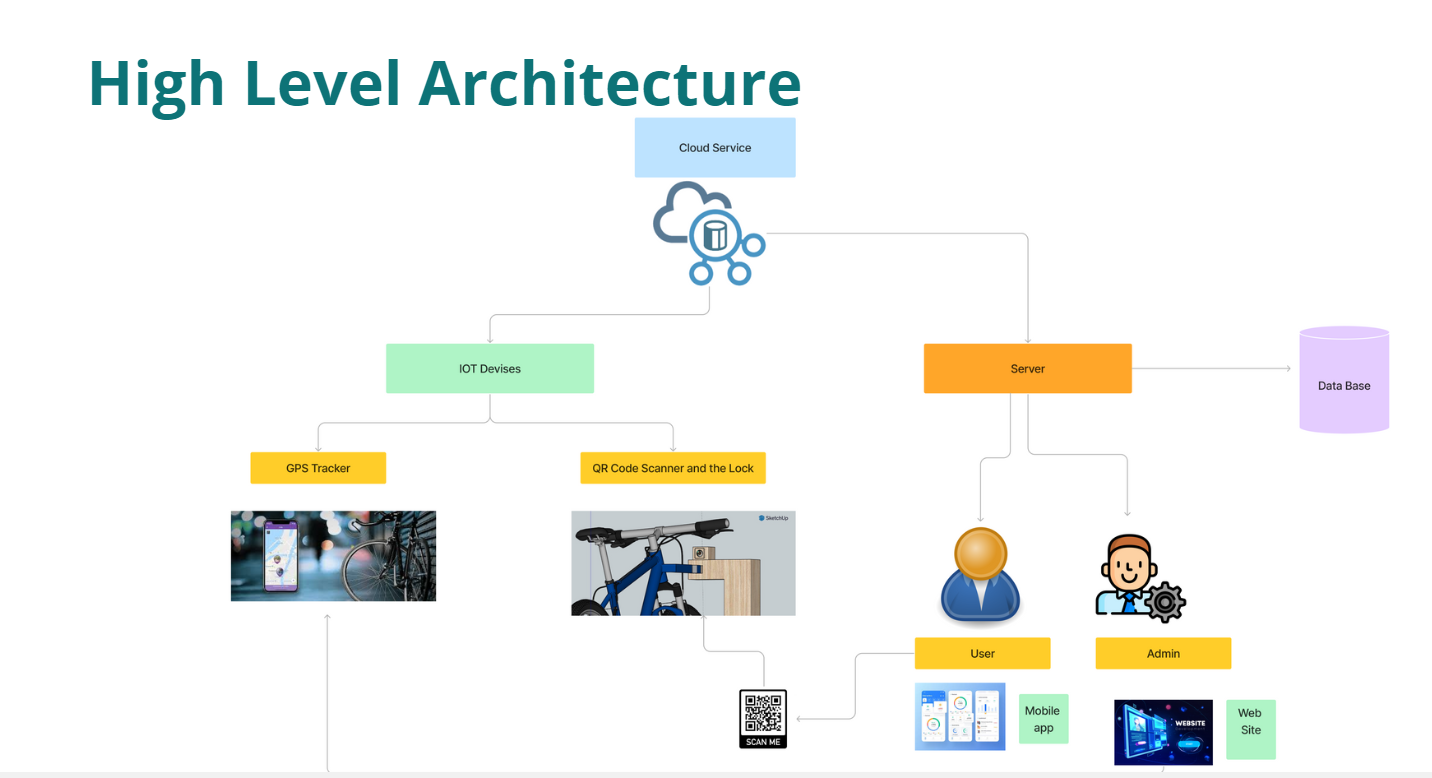 High Level Architecture
Cloud Service
IOT Devises
Server
Data Base
GPS Tracker
QR Code Scanner and the Lock
SketchUp
User
Admin
Mobile
app
WEBSITE
Web
Site
SCAN ME